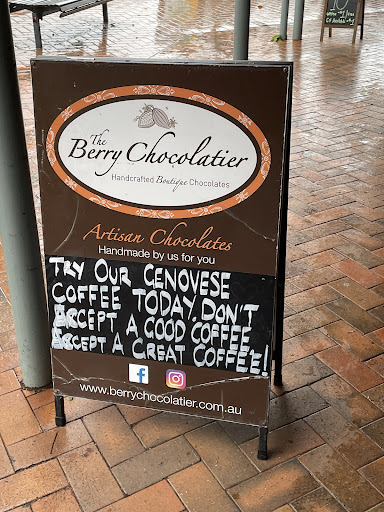 The
Berry Chocolatier
Handcrafted Boutique Chocolates
Artisan Chocolates
Handmade by us for you
TRY OUR GENOVESE
COFFEE TODAY, DON'T
ACCEPT A GOOD COFFEE
ACCEPT A GREAT COFFEE!
f
www.berrychocolatier.com.au